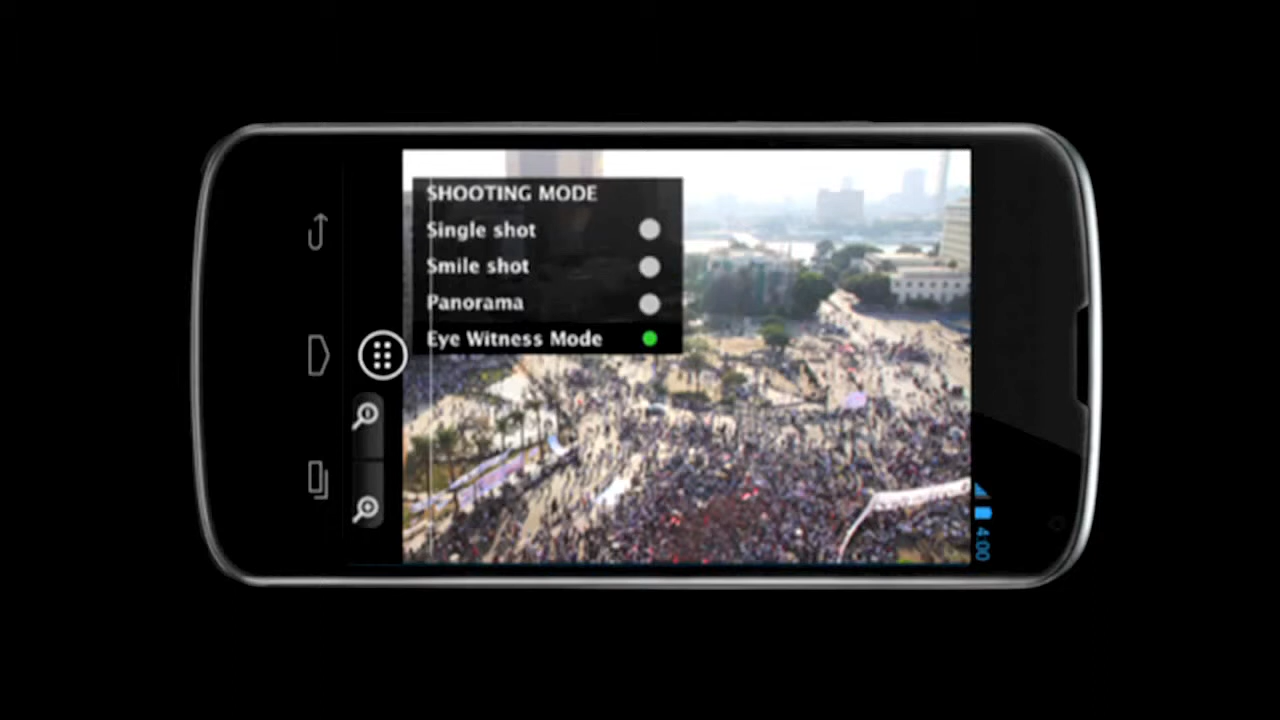 SHOOTING MODE
Single shot
Smile shot
Panorama
Eye Witness Mode
4:00